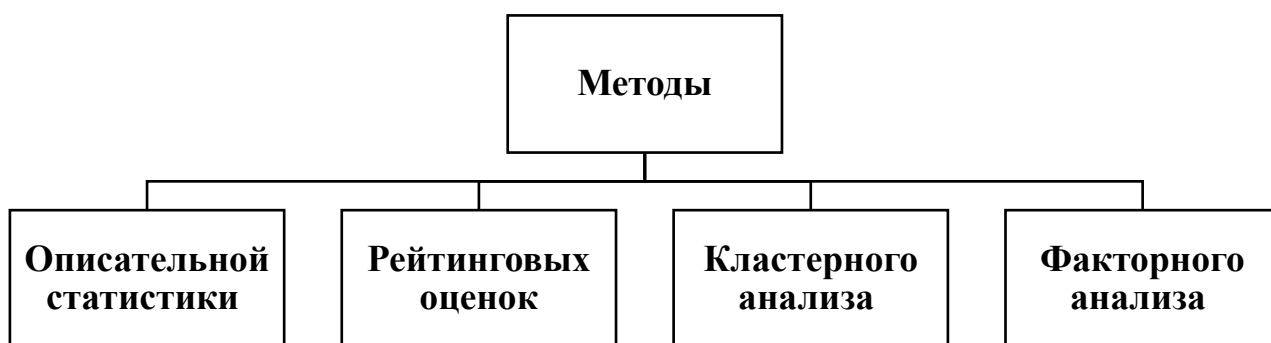 Методы
Описательной
статистики
Рейтинговых
оценок
Кластерного
анализа
Факторного
анализа